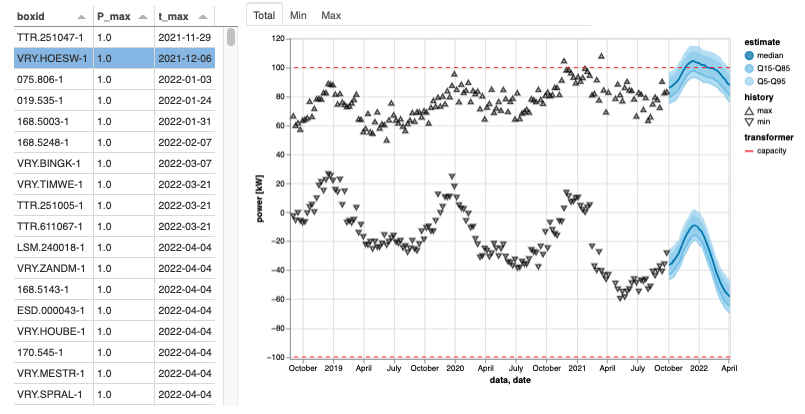 boxid P_max t_max
TTR.251047-1 1.0 2021-11-29
VRY.HOESW-1 1.0 2021-12-06
075.806-1 1.0 2022-01-03
019.535-1 1.0 2022-01-24
168.5003-1 1.0 2022-01-31
168.5248-1 1.0 2022-02-07
VRY.BINGK-1 1.0 2022-03-07
VRY.TIMWE-1 1.0 2022-03-21
TTR.251005-1 1.0 2022-03-21
TTR.611067-1 1.0 2022-03-21
LSM.240018-1 1.0 2022-04-04
VRY.ZANDM-1 1.0 2022-04-04
168.5143-1 1.0 2022-04-04
ESD.000043-1 1.0 2022-04-04
VRY.HOUBE-1 1.0 2022-04-04
170.545-1 1.0 2022-04-04
VRY.MESTR-1 1.0 2022-04-04
VRY.SPRAL-1 1.0 2022-04-04
Total Min Max
120
100
80
60
40
20
0
−20
−40
−60
−80
−100
power [kW]
October 2019 April July October 2020 April July October 2021 April July October 2022 April
data, date
estimate
median
Q15-Q85
Q5-Q95
history
max
min
transformer
capacity